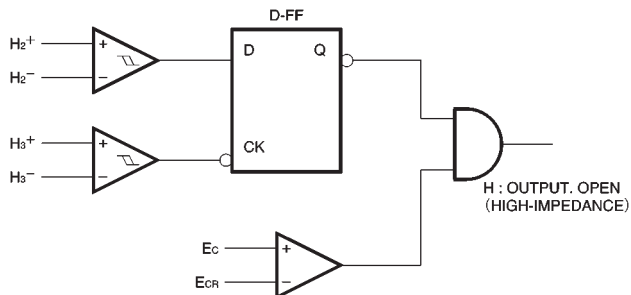 D-FF
H2+
H2-
+
-
D
Q
H3+
H3-
+
-
CK
H : OUTPUT. OPEN
(HIGH-IMPEDANCE)
EC
ECR
+
-